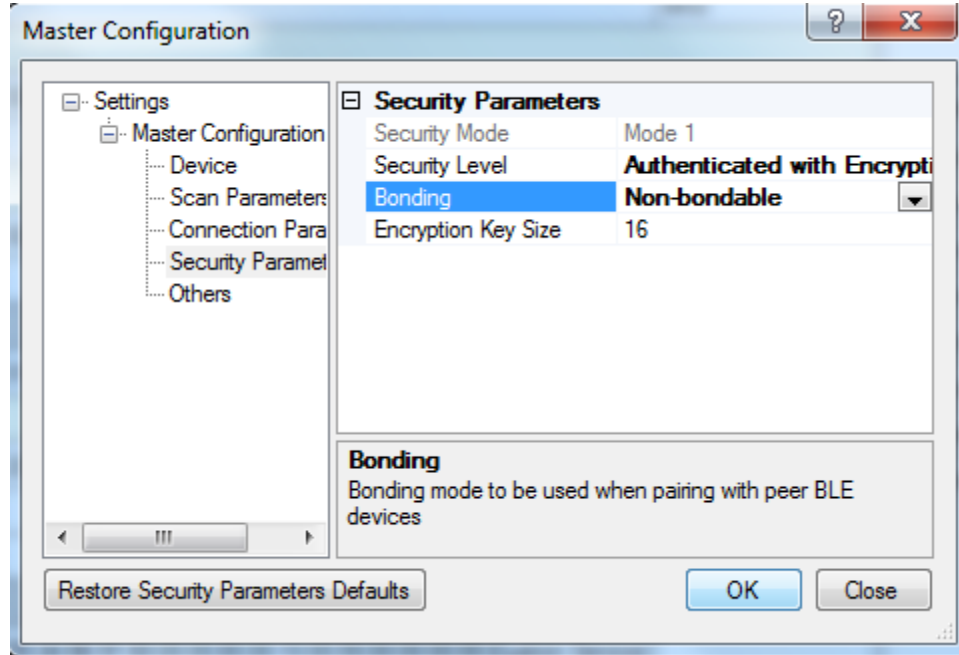 Master Configuration
Settings
Master Configuration
Device
Scan Parameters
Connection Para
Security Paramet
Others
Security Parameters
Security Mode Mode 1
Security Level Authenticated with Encrypti
Bonding Non-bondable
Encryption Key Size 16
Bonding
Bonding mode to be used when pairing with peer BLE
devices
Restore Security Parameters Defaults OK Close